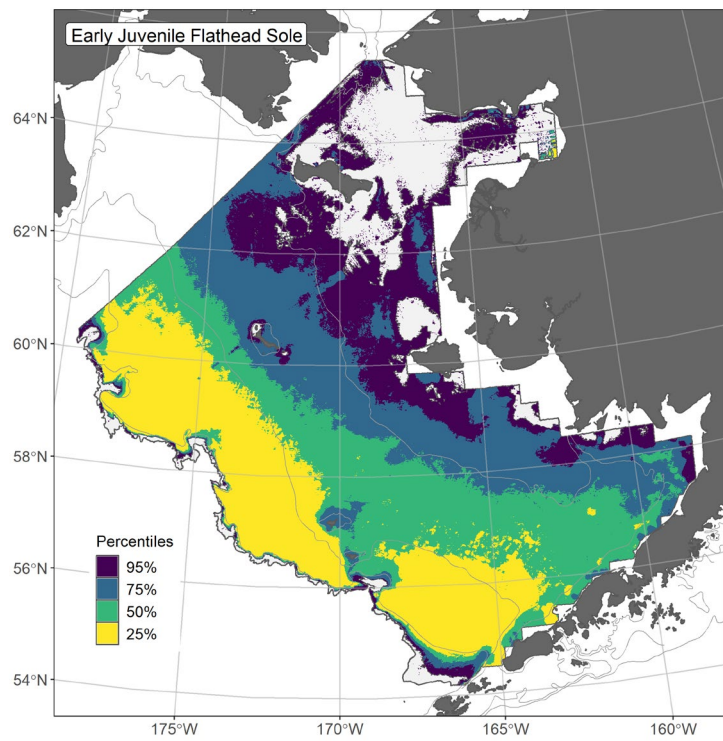 Early Juvenile Flathead Sole
64°N
62°N
60°N
58°N
56°N
54°N
Percentiles
95%
75%
50%
25%
175°W
170°W
165°W
160°W